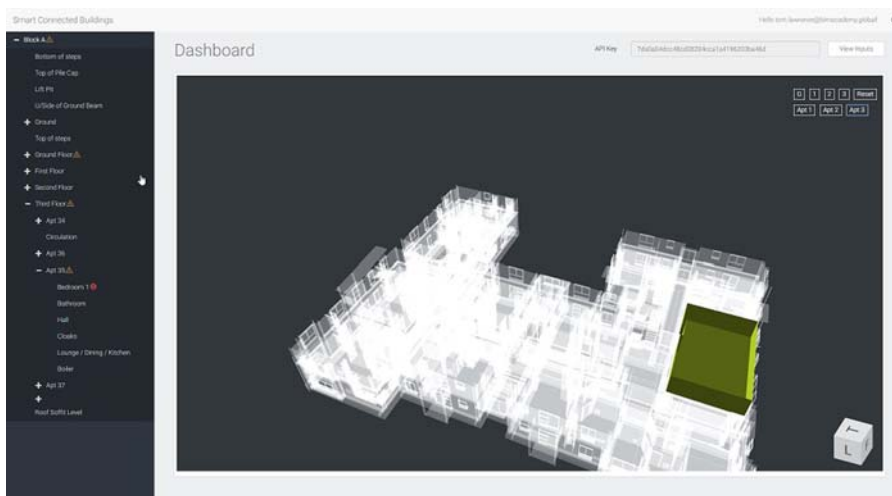 Smart Connected Buildings
Block A
Bottom of steps
Top of Pile Cap
Lift Pit
U/Side of Ground Beam
Ground
Top of steps
Ground Floor
First Floor
Second Floor
Third Floor
Apt 34
Circulation
Apt 36
Apt 35
Bedroom 1
Bathroom
Hall
Cloaks
Lounge / Dining / Kitchen
Boiler
Apt 37
Roof Soffit Level
Dashboard
API Key
View Inputs
G 1 2 3 Reset
Apt 1 Apt 2 Apt 3
L